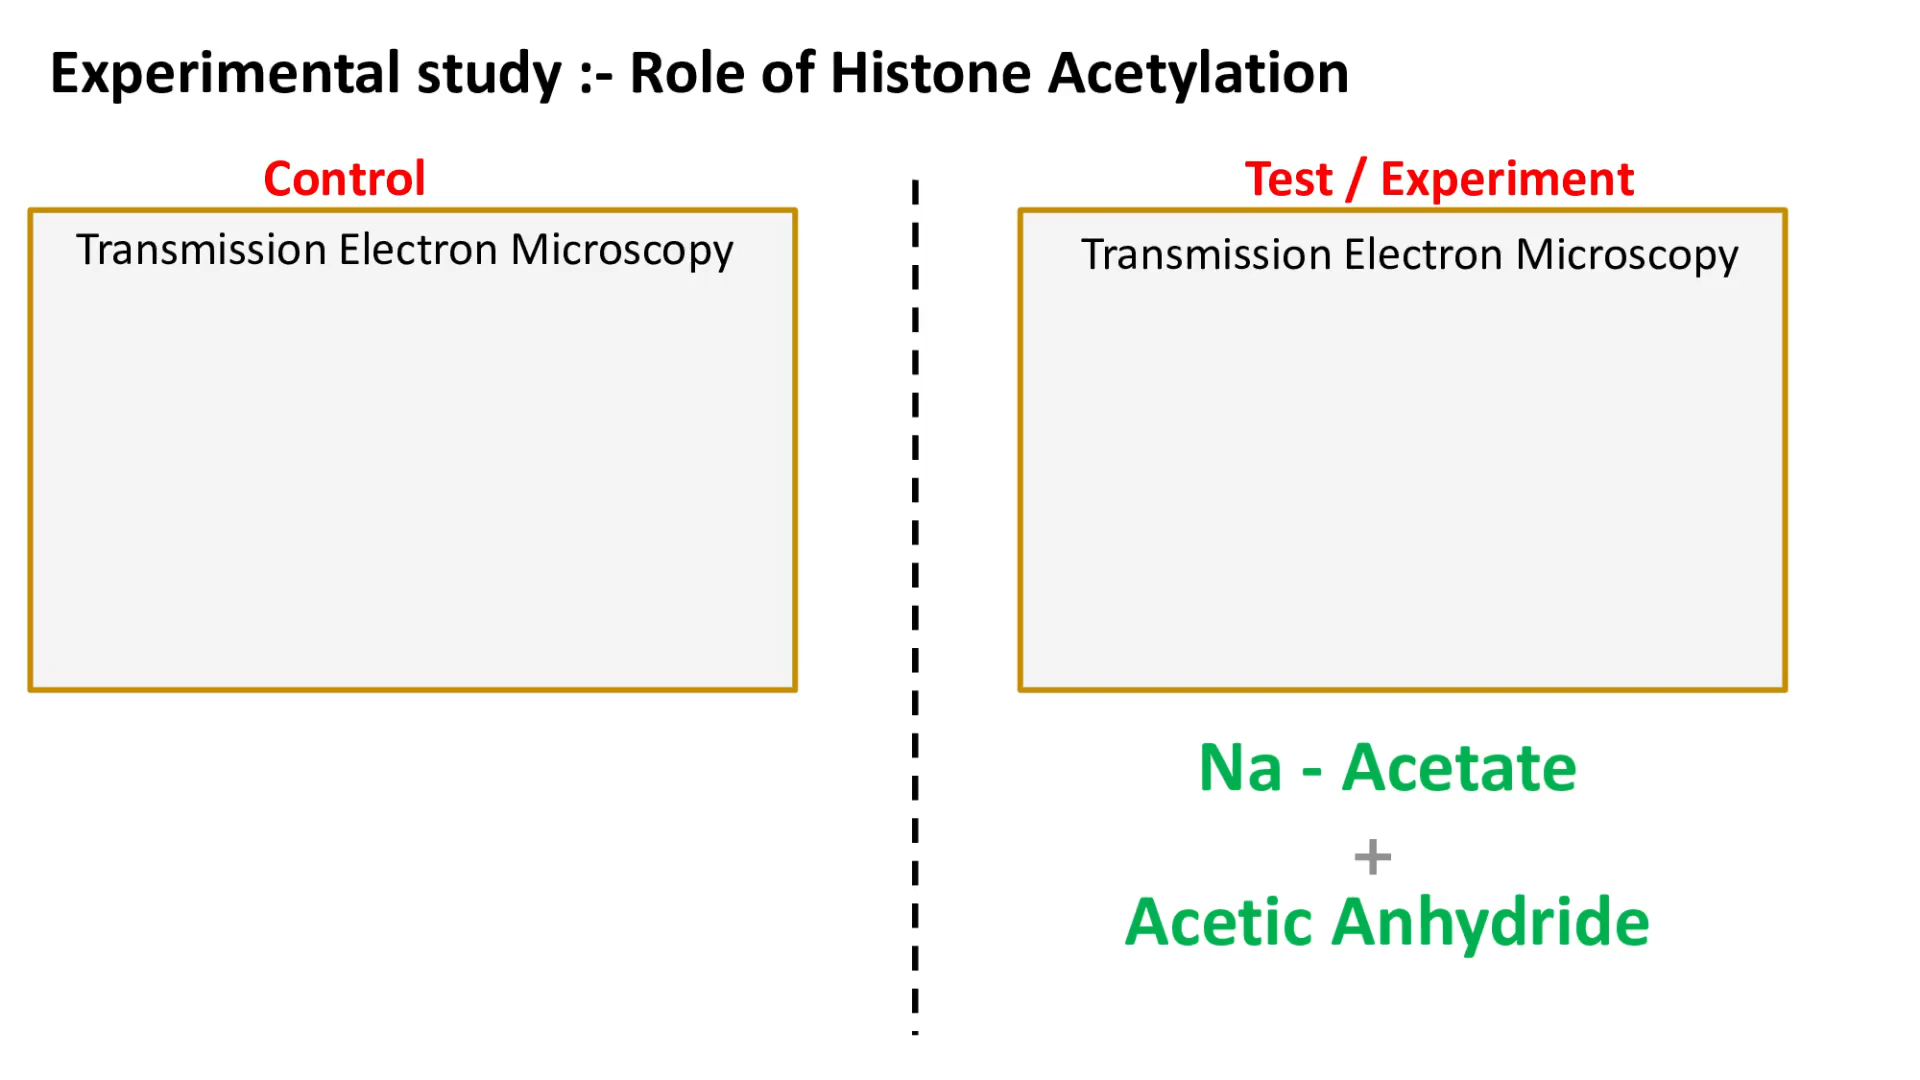 Experimental study :- Role of Histone Acetylation
Control
Transmission Electron Microscopy
Test / Experiment
Transmission Electron Microscopy
Na - Acetate
+
Acetic Anhydride